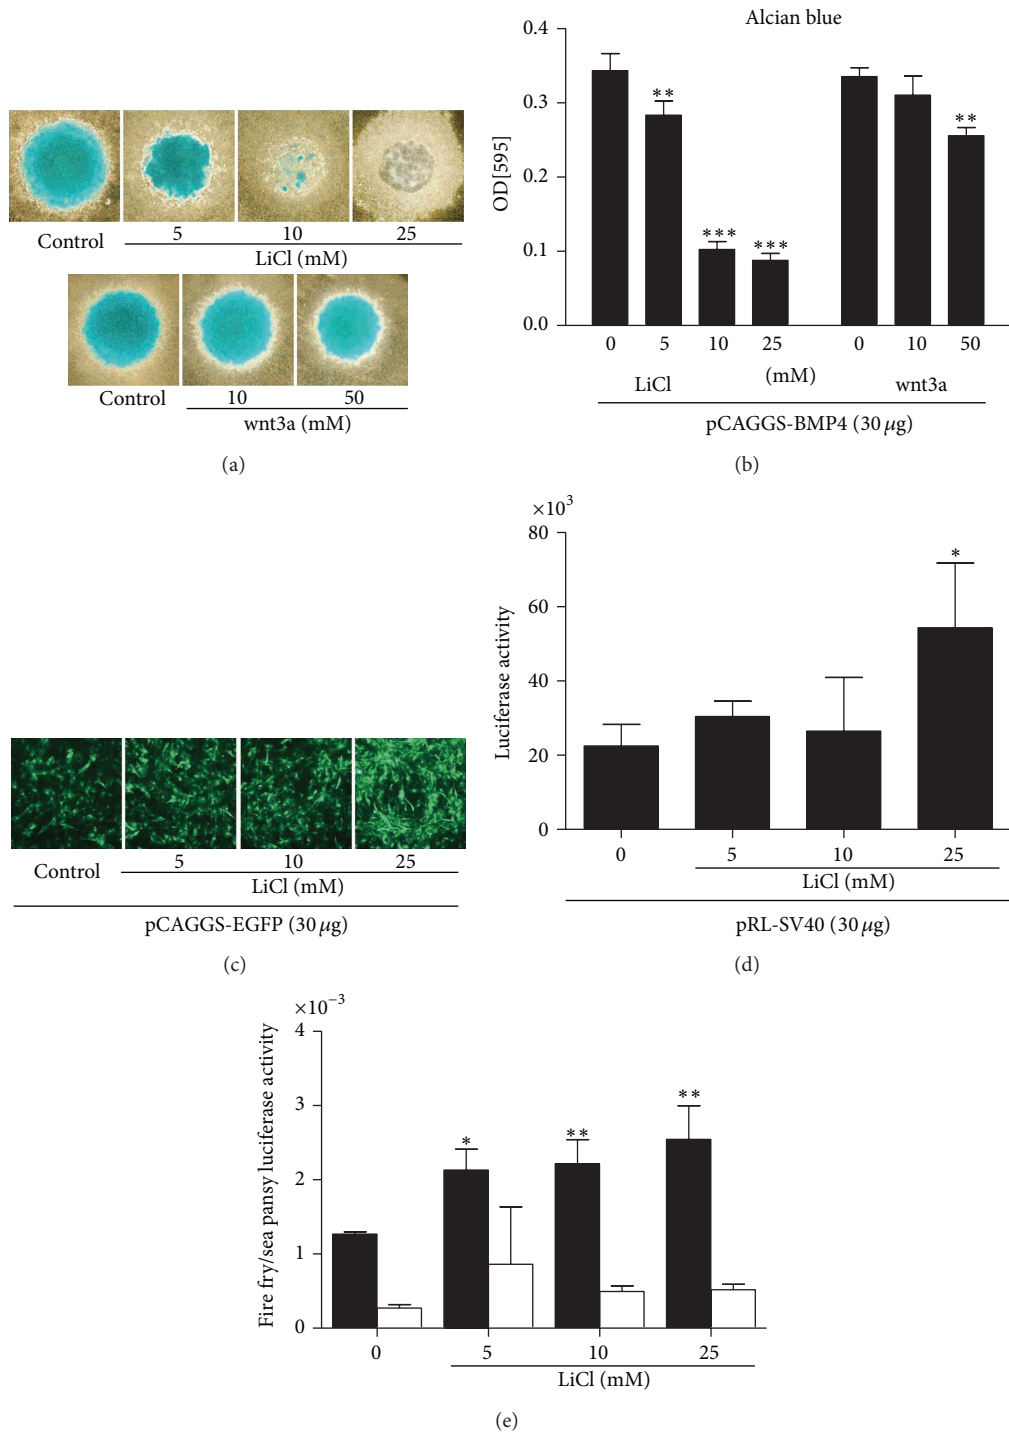 Control
5
10
25
LiCl (mM)
Control
10
50
wnt3a (mM)
(a)
Alcian blue
OD[595]
0.4
0.3
0.2
0.1
0.0
**
***
***
**
0
5
10
25
0
10
50
LiCl
(mM)
wnt3a
pCAGGS-BMP4 (30 μg)
(b)
Control
5
10
25
LiCl (mM)
pCAGGS-EGFP (30 μg)
(c)
×10³
Luciferase activity
80
60
40
20
0
*
0
5
10
25
LiCl (mM)
pRL-SV40 (30 μg)
(d)
×10⁻³
Fire fry/sea pansy luciferase activity
4
3
2
1
0
*
**
**
0
5
10
25
LiCl (mM)
(e)